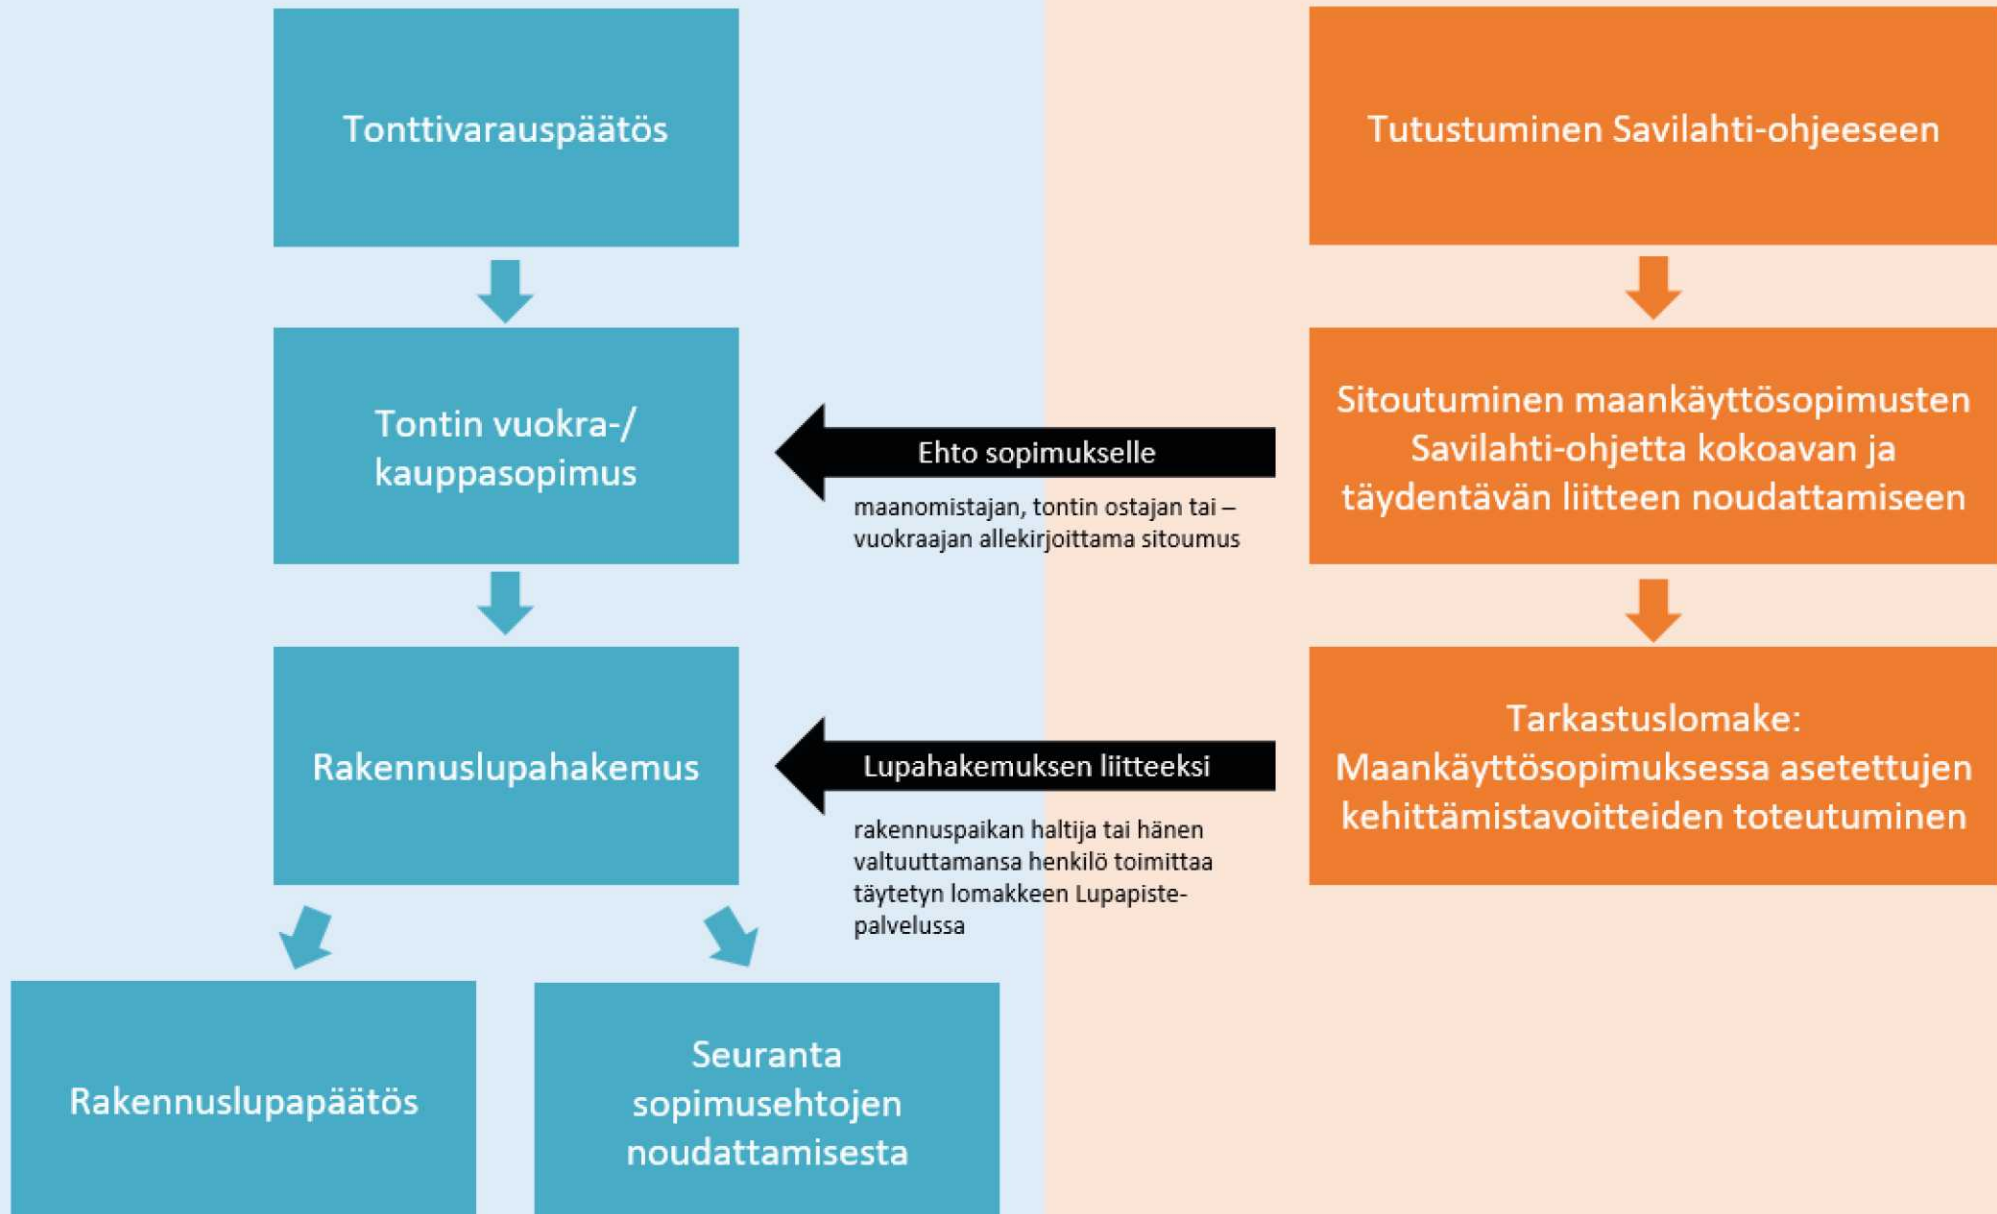 Tonttivarauspäätös
Tutustuminen Savilahti-ohjeeseen
Tontin vuokra-/
kauppasopimus
Ehto sopimukselle
maanomistajan, tontin ostajan tai –
vuokraajan allekirjoittama sitoumus
Sitoutuminen maankäyttösopimusten
Savilahti-ohjetta kokoavan ja
täydentävän liitteen noudattamiseen
Rakennuslupahakemus
Lupahakemuksen liitteeksi
rakennuspaikan haltija tai hänen
valtuuttamansa henkilö toimittaa
täytetyn lomakkeen Lupapiste-
palvelussa
Tarkastuslomake:
Maankäyttösopimuksessa asetettujen
kehittämistavoitteiden toteutuminen
Rakennuslupapäätös
Seuranta
sopimusehtojen
noudattamisesta